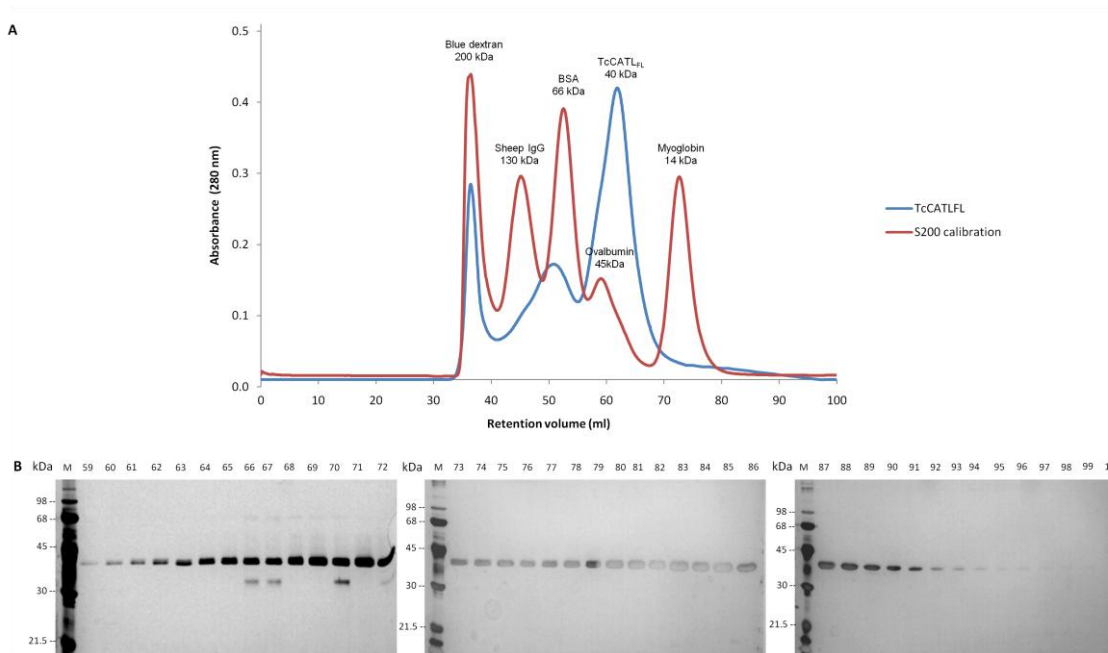 A
Absorbance (280 nm)
0.5
0.4
0.3
0.2
0.1
0.0
Blue dextran
200 kDa
Sheep IgG
130 kDa
BSA
66 kDa
TcCATLFL
40 kDa
Ovalbumin
45kDa
Myoglobin
14 kDa
TcCATLFL
S200 calibration
0 10 20 30 40 50 60 70 80 90 100
Retention volume (ml)
B kDa M 59 60 61 62 63 64 65 66 67 68 69 70 71 72
98 --
68 --
45 --
30 --
21.5 --
kDa M 73 74 75 76 77 78 79 80 81 82 83 84 85 86
98 --
68 --
45 --
30 --
21.5 --
kDa M 87 88 89 90 91 92 93 94 95 96 97 98 99
98 --
68 --
45 --
30 --
21.5 --